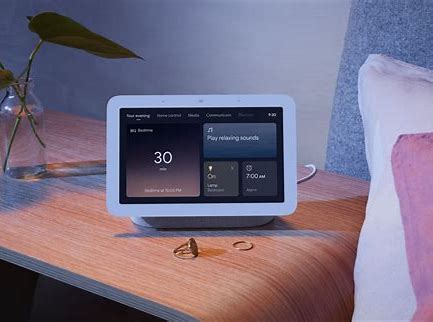 Your evening Home control Media Communicate Discover 9:30
Bedtime
30
min
Bedtime at 10:00 PM
Play relaxing sounds
On
Lamp
Bedroom
7:00 AM
Alarm